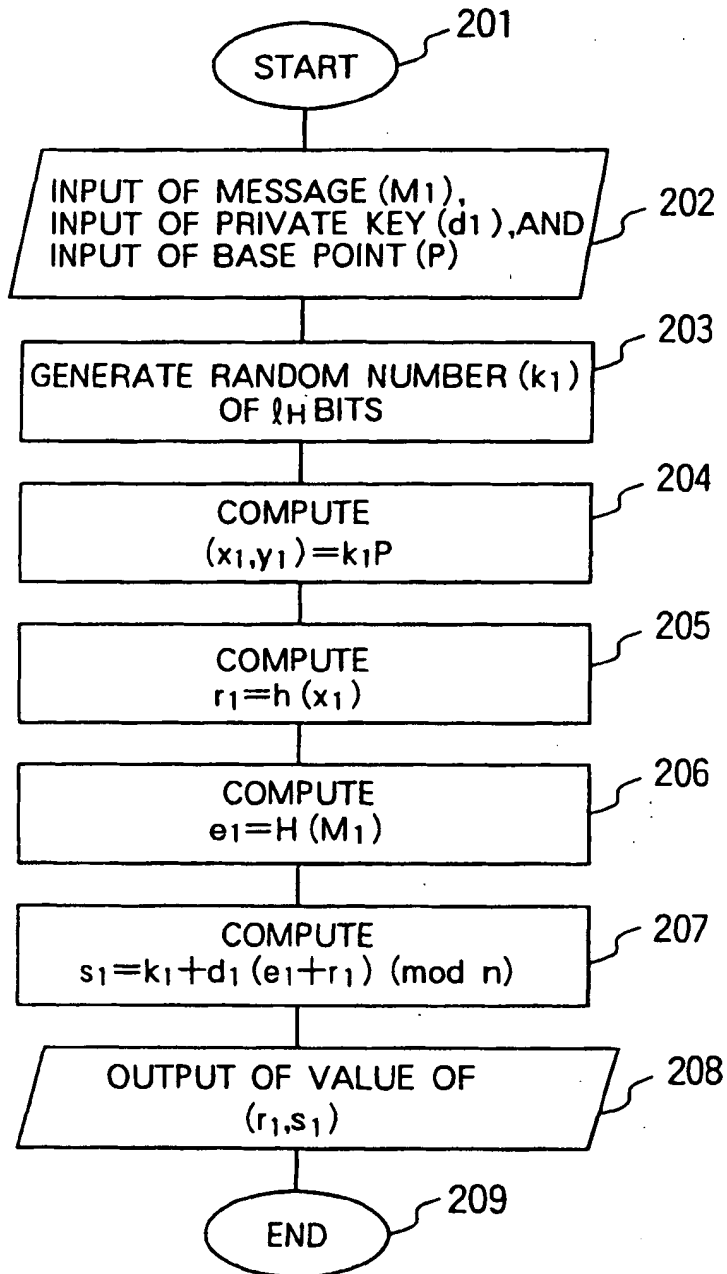 201
START
INPUT OF MESSAGE (M1),
INPUT OF PRIVATE KEY (d1), AND
INPUT OF BASE POINT (P)
202
203
GENERATE RANDOM NUMBER (k1)
OF ℓH BITS
204
COMPUTE
(x1,y1)=k1P
205
COMPUTE
r1=h (x1)
206
COMPUTE
e1=H (M1)
207
COMPUTE
s1=k1+d1 (e1+r1) (mod n)
208
OUTPUT OF VALUE OF
(r1,s1)
209
END